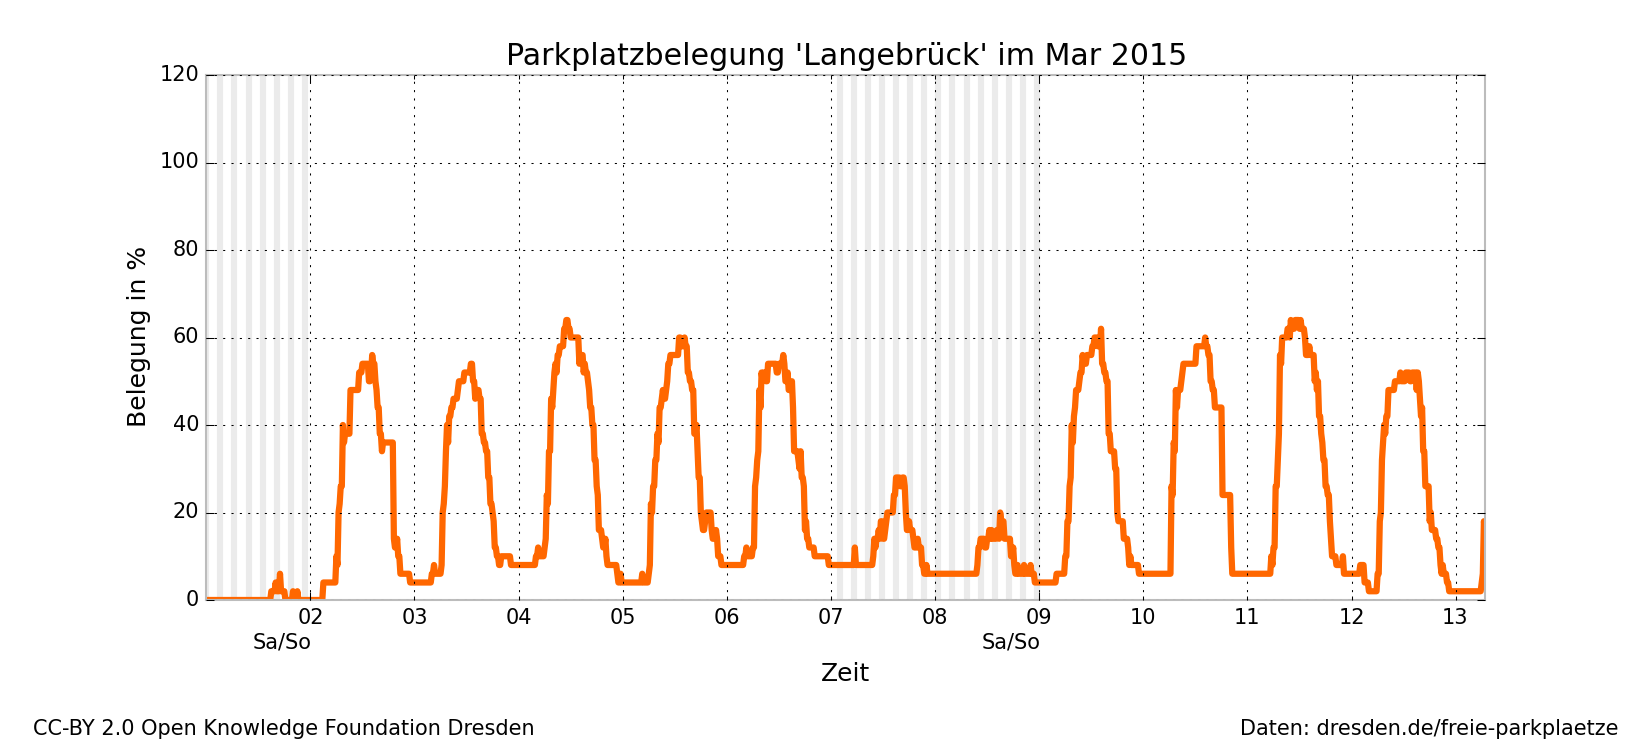 Parkplatzbelegung 'Langebrück' im Mar 2015
120
100
80
60
40
20
0
Belegung in %
02 03 04 05 06 07 08 09 10 11 12 13
Sa/So Sa/So
Zeit
CC-BY 2.0 Open Knowledge Foundation Dresden
Daten: dresden.de/freie-parkplaetze